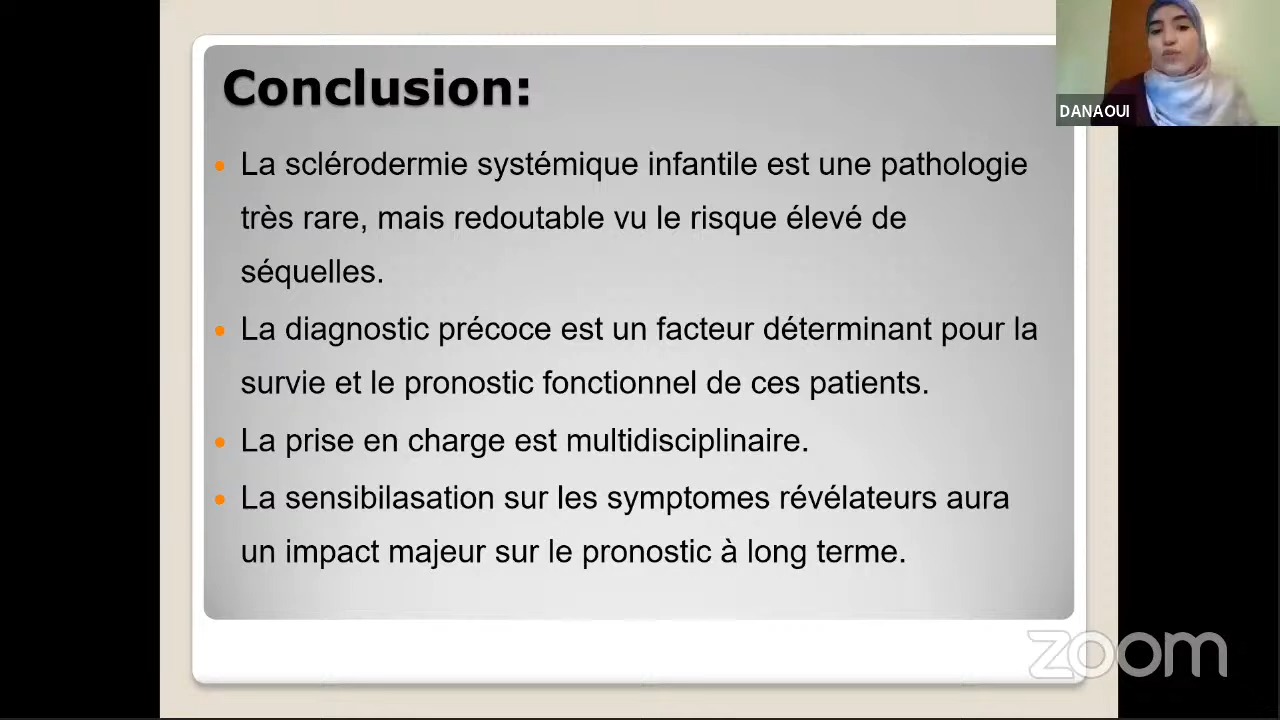 Conclusion:
DANAOUI
La sclérodermie systémique infantile est une pathologie
très rare, mais redoutable vu le risque élevé de
séquelles.
La diagnostic précoce est un facteur déterminant pour la
survie et le pronostic fonctionnel de ces patients.
La prise en charge est multidisciplinaire.
La sensibilasation sur les symptomes révélateurs aura
un impact majeur sur le pronostic à long terme.
zoom